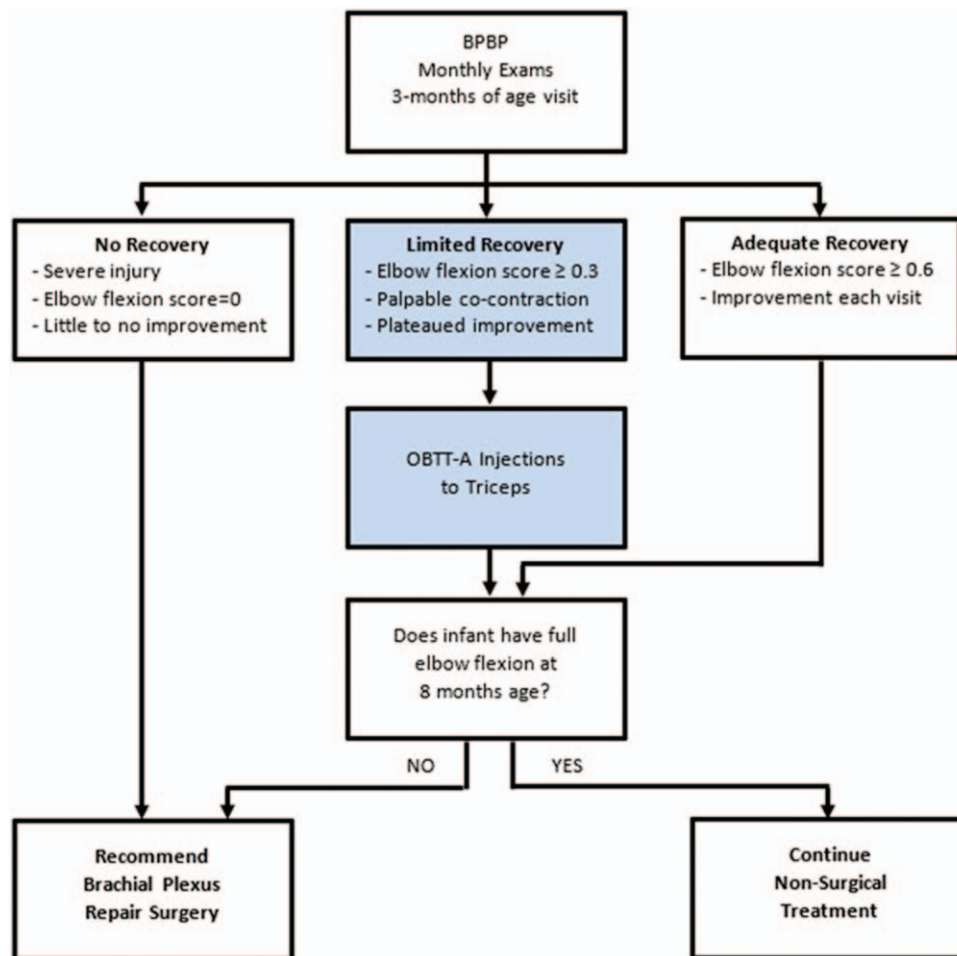 BPBP
Monthly Exams
3-months of age visit
No Recovery
- Severe injury
- Elbow flexion score=0
- Little to no improvement
Limited Recovery
- Elbow flexion score ≥ 0.3
- Palpable co-contraction
- Plateaued improvement
Adequate Recovery
- Elbow flexion score ≥ 0.6
- Improvement each visit
OBTT-A Injections
to Triceps
Does infant have full
elbow flexion at
8 months age?
NO
YES
Recommend
Brachial Plexus
Repair Surgery
Continue
Non-Surgical
Treatment